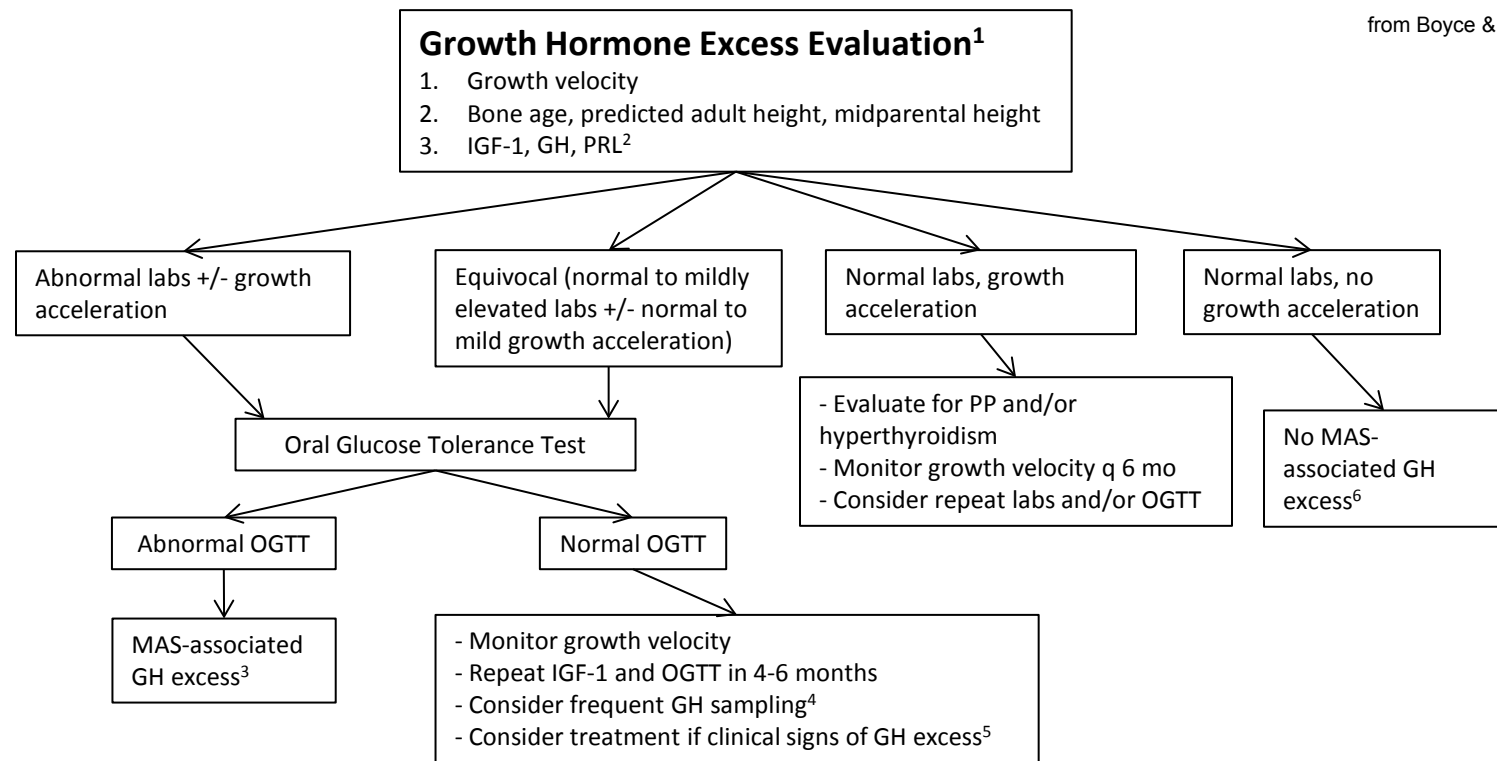 from Boyce &
Growth Hormone Excess Evaluation¹
1. Growth velocity
2. Bone age, predicted adult height, midparental height
3. IGF-1, GH, PRL²
Abnormal labs +/- growth
acceleration
Equivocal (normal to mildly
elevated labs +/- normal to
mild growth acceleration)
Normal labs, growth
acceleration
Normal labs, no
growth acceleration
Oral Glucose Tolerance Test
- Evaluate for PP and/or
hyperthyroidism
- Monitor growth velocity q 6 mo
- Consider repeat labs and/or OGTT
No MAS-
associated GH
excess⁶
Abnormal OGTT
Normal OGTT
MAS-associated
GH excess³
- Monitor growth velocity
- Repeat IGF-1 and OGTT in 4-6 months
- Consider frequent GH sampling⁴
- Consider treatment if clinical signs of GH excess⁵